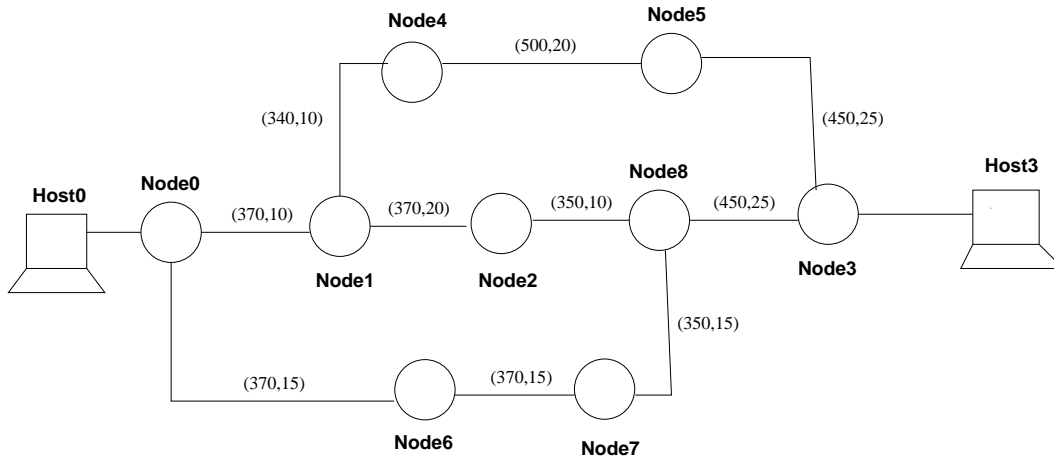 Node4
Node5
(500,20)
(340,10)
(450,25)
Host0
Node0
Node8
Host3
(370,10)
(370,20)
(350,10)
(450,25)
Node1
Node2
Node3
(350,15)
(370,15)
(370,15)
Node6
Node7